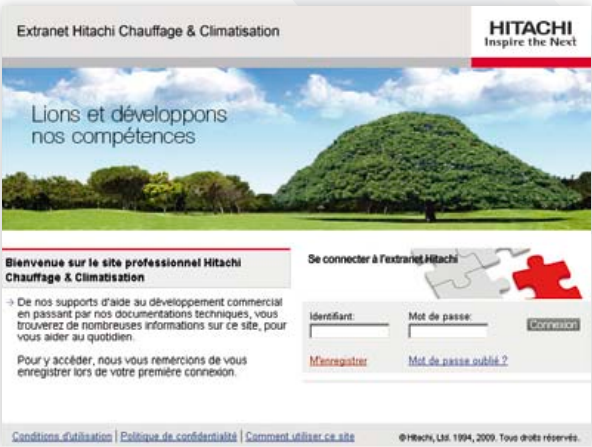 Extranet Hitachi Chauffage & Climatisation
HITACHI
Inspire the Next
Lions et développons
nos compétences
Bienvenue sur le site professionnel Hitachi
Chauffage & Climatisation
Se connecter à l'extranet Hitachi
→ De nos supports d'aide au développement commercial
en passant par nos documentations techniques, vous
trouverez de nombreuses informations sur ce site, pour
vous aider au quotidien.
Pour y accéder, nous vous remercions de vous
enregistrer lors de votre première connexion.
Identifiant: Mot de passe:
Connexion
M'enregistrer Mot de passe oublié ?
Conditions d'utilisation | Politique de confidentialité | Comment utiliser ce site
©Hitachi, Ltd. 1994, 2009. Tous droits réservés.